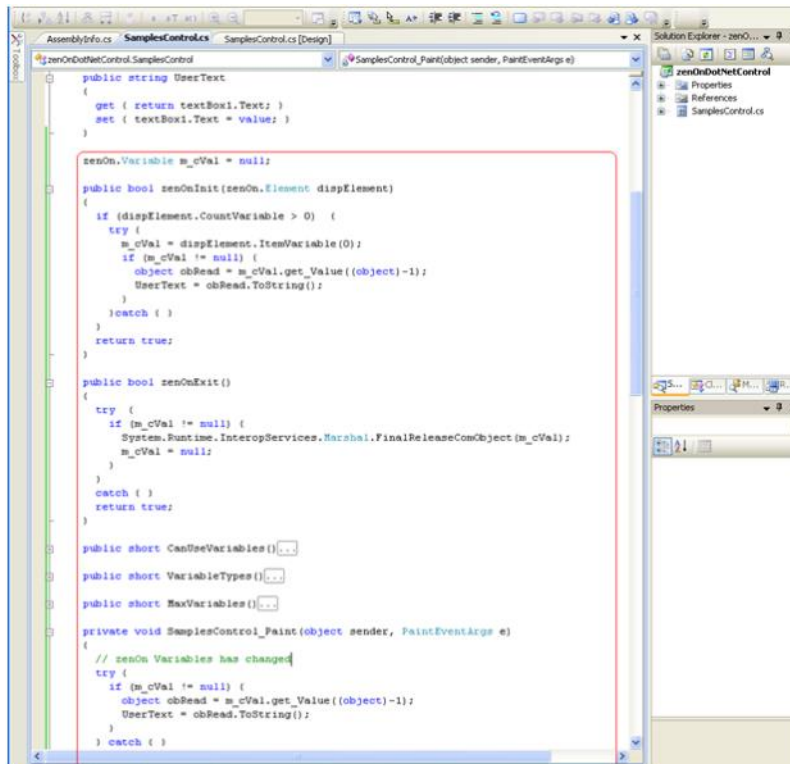 AssemblyInfo.cs SamplesControl.cs SamplesControl.cs [Design]
Solution Explorer - zenO...
Toolbox
zenOnDotNetControl.SamplesControl
SamplesControl_Paint(object sender, PaintEventArgs e)
zenOnDotNetControl
Properties
References
SamplesControl.cs
public string UserText
{
get { return textBox1.Text; }
set { textBox1.Text = value; }
}
zenOn.Variable m_cVal = null;
public bool zenOnInit(zenOn.Element dispElement)
{
if (dispElement.CountVariable > 0) {
try {
m_cVal = dispElement.ItemVariable(0);
if (m_cVal != null) {
object obRead = m_cVal.get_Value((object)-1);
UserText = obRead.ToString();
}
}catch { }
}
return true;
}
public bool zenOnExit()
{
try {
if (m_cVal != null) {
System.Runtime.InteropServices.Marshal.FinalReleaseComObject(m_cVal);
m_cVal = null;
}
}
catch { }
return true;
}
public short CanUseVariables()...
public short VariableTypes()...
public short MaxVariables()...
private void SamplesControl_Paint(object sender, PaintEventArgs e)
{
// zenOn Variables has changed
try {
if (m_cVal != null) {
object obRead = m_cVal.get_Value((object)-1);
UserText = obRead.ToString();
}
} catch { }
S... C... M... R...
Properties